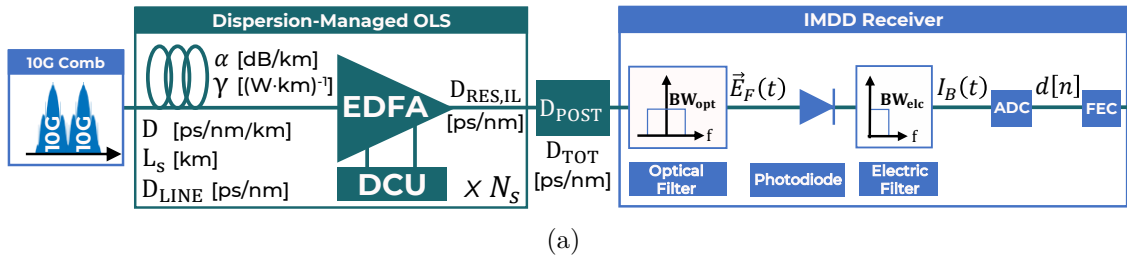 Dispersion-Managed OLS
IMDD Receiver
10G Comb
10G 10G
α [dB/km]
γ [(W·km)⁻¹
D [ps/nm/km]
Lₛ [km]
D_LINE [ps/nm]
EDFA
DCU
D_RES,IL
[ps/nm]
× Nₛ
D_POST
D_TOT
[ps/nm]
BW_opt
f
Optical
Filter
E⃗_F(t)
Photodiode
BW_elc
f
Electric
Filter
I_B(t)
ADC
d[n]
FEC
(a)